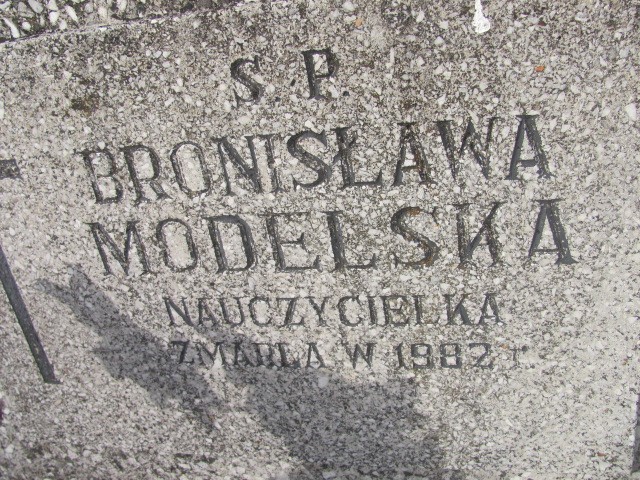 S P
BRONISŁAWA
MODELSKA
NAUCZYCIELKA
ZMARŁA W 1982 r.